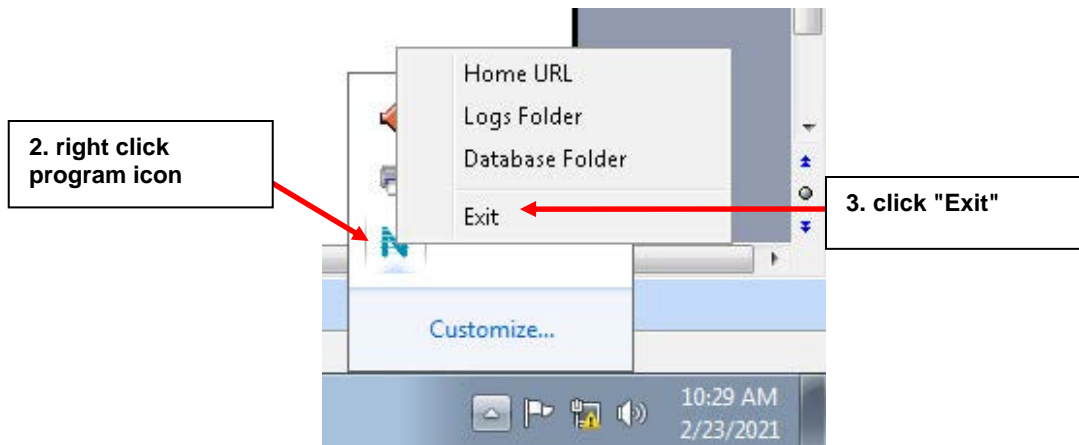 Home URL
Logs Folder
Database Folder
Exit
2. right click
program icon
3. click "Exit"
Customize...
10:29 AM
2/23/2021